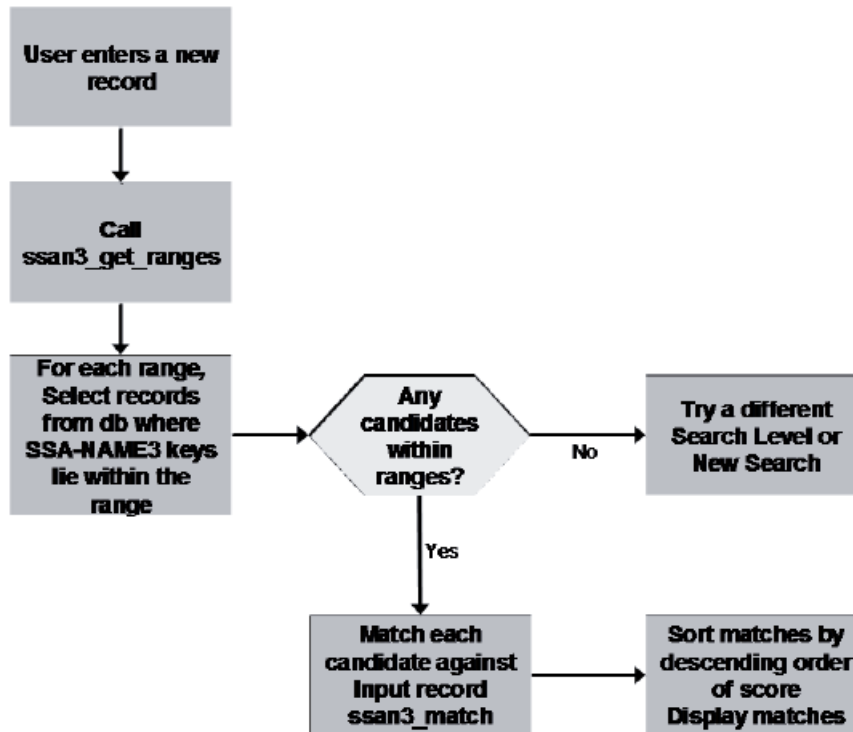 User enters a new
record
Call
ssan3_get_ranges
For each range,
Select records
from db where
SSA-NAME3 keys
lie within the
range
Any
candidates
within
ranges?
No
Try a different
Search Level or
New Search
Yes
Match each
candidate against
Input record
ssan3_match
Sort matches by
descending order
of score
Display matches